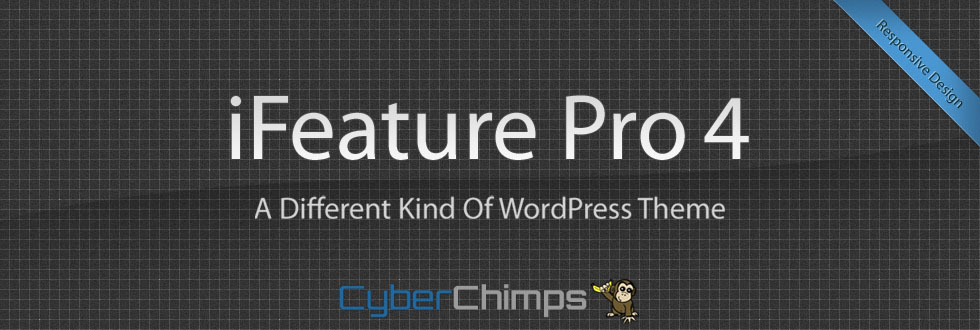 Responsive Design
iFeature Pro 4
A Different Kind Of WordPress Theme
CyberChimps